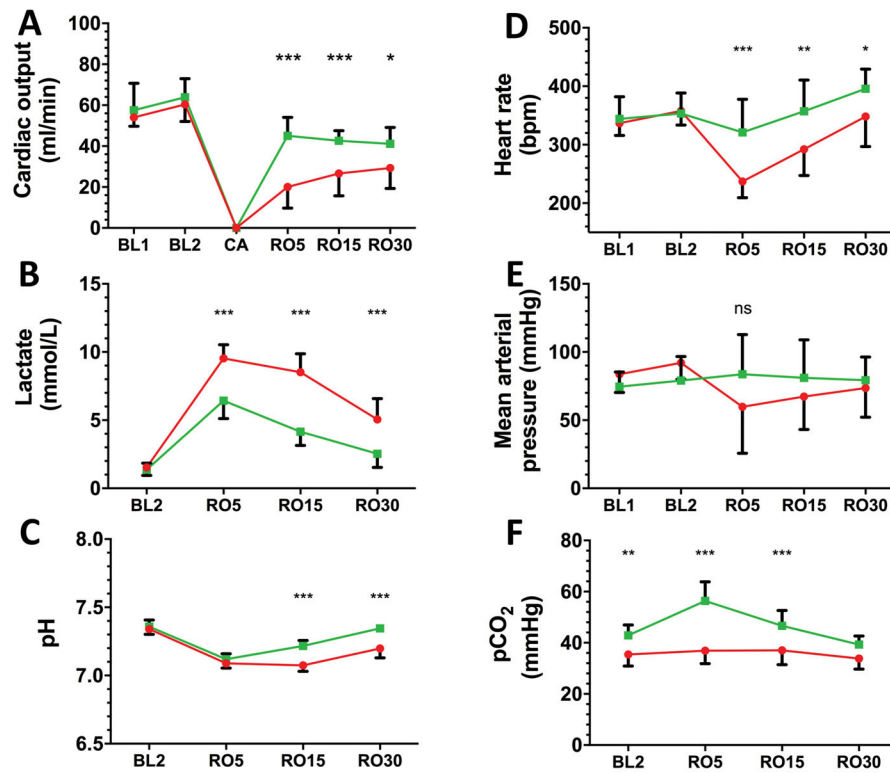 A
Cardiac output
(ml/min)
100
80
60
40
20
0
*** *** *
BL1 BL2 CA RO5 RO15 RO30
B
Lactate
(mmol/L)
15
10
5
0
*** *** ***
BL2 RO5 RO15 RO30
C
pH
8.0
7.5
7.0
6.5
*** ***
BL2 RO5 RO15 RO30
D
Heart rate
(bpm)
500
400
300
200
*** ** *
BL1 BL2 RO5 RO15 RO30
E
Mean arterial
pressure (mmHg)
150
100
50
0
ns
BL1 BL2 RO5 RO15 RO30
F
pCO₂
(mmHg)
80
60
40
20
0
** *** ***
BL2 RO5 RO15 RO30